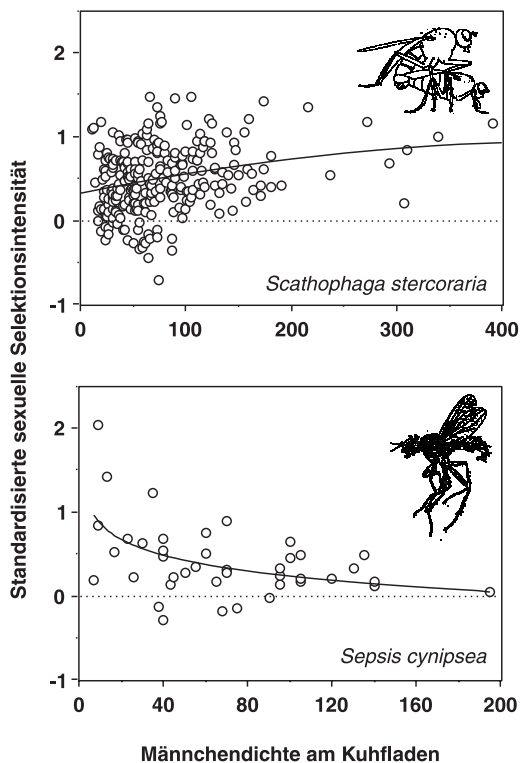 Standardisierte sexuelle Selektionsintensität
2
1
0
-1
0 100 200 300 400
Scathophaga stercoraria
2
1
0
-1
0 40 80 120 160 200
Sepsis cynipsea
Männchendichte am Kuhfladen